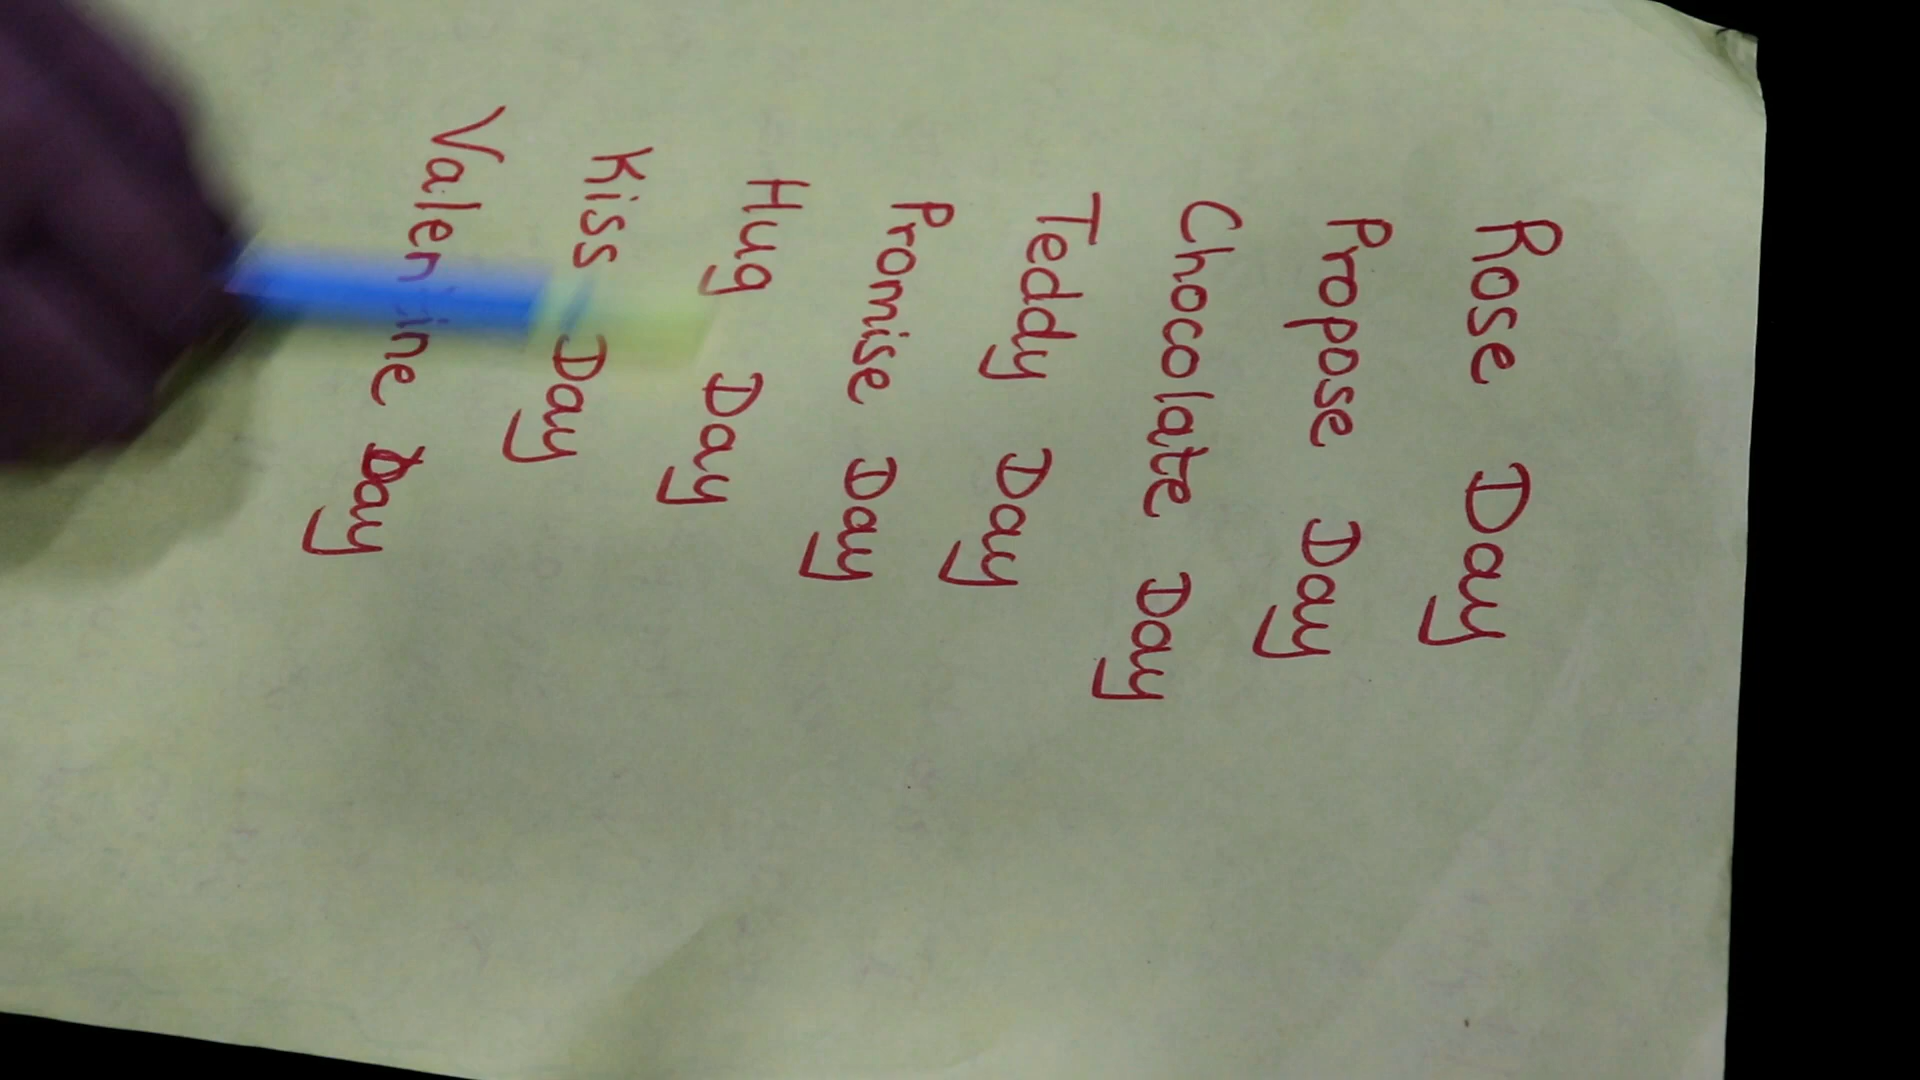 Rose Day
Propose Day
Chocolate Day
Teddy Day
Promise Day
Hug Day
Kiss Day
Valentine Day